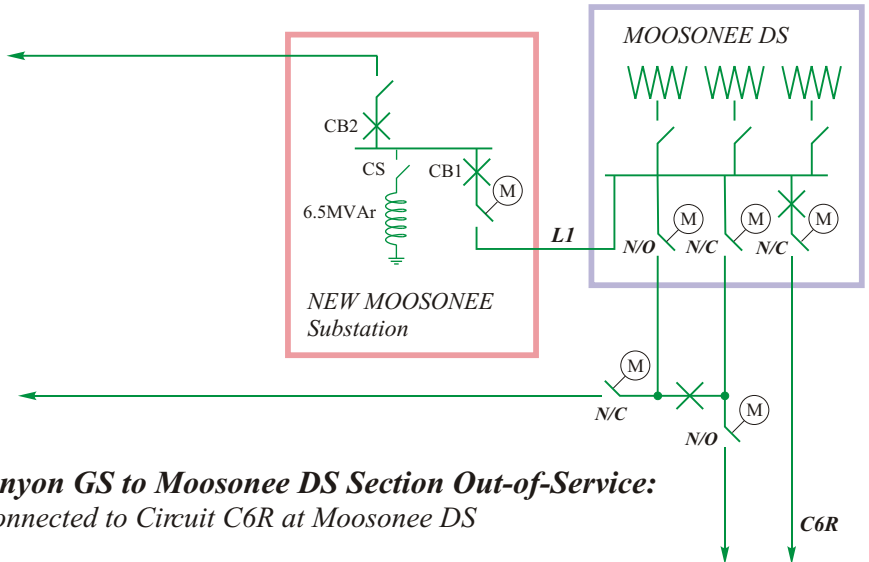 MOOSONEE DS
CB2
CS
CB1
M
6.5MVAr
L1
M
M
M
N/O
N/C
N/C
NEW MOOSONEE
Substation
M
N/C
M
N/O
nyon GS to Moosonee DS Section Out-of-Service:
onnected to Circuit C6R at Moosonee DS
C6R